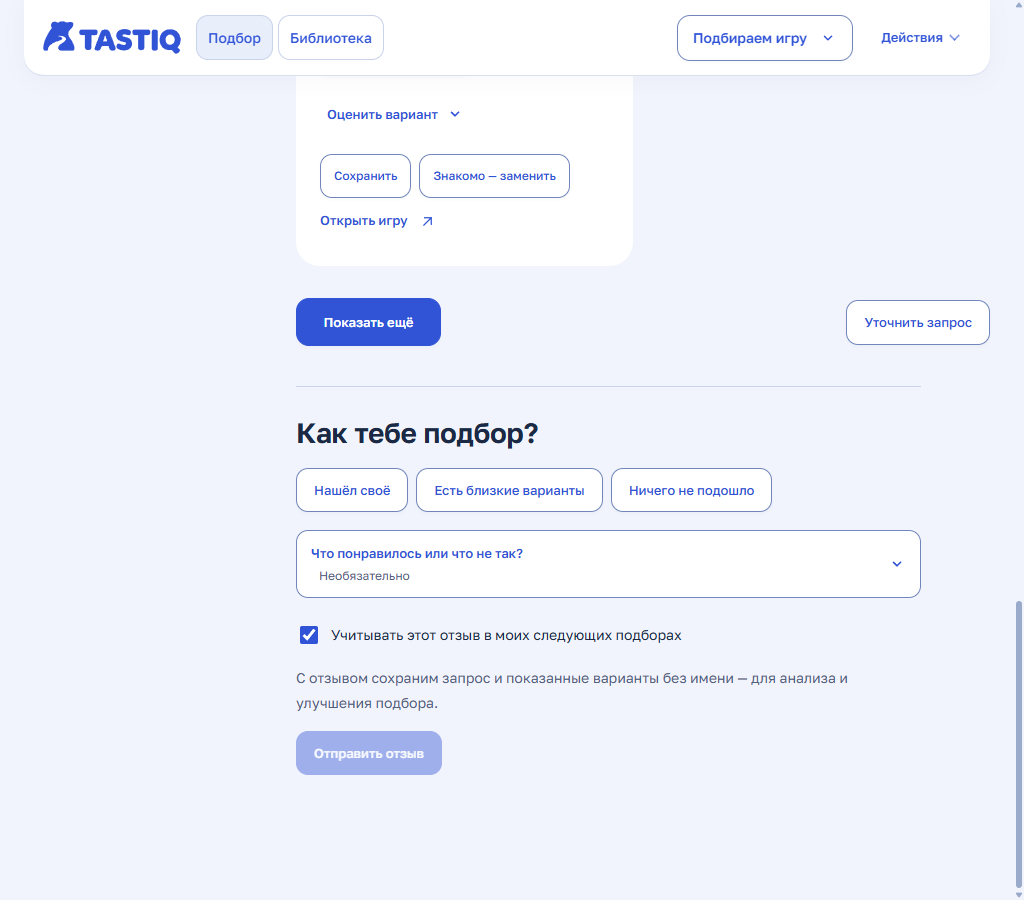 TASTIQ
Подбор
Библиотека
Подбираем игру
Действия
Оценить вариант
Сохранить
Знакомо — заменить
Открыть игру
Показать ещё
Уточнить запрос
Как тебе подбор?
Нашёл своё
Есть близкие варианты
Ничего не подошло
Что понравилось или что не так?
Необязательно
Учитывать этот отзыв в моих следующих подборах
С отзывом сохраним запрос и показанные варианты без имени — для анализа и
улучшения подбора.
Отправить отзыв